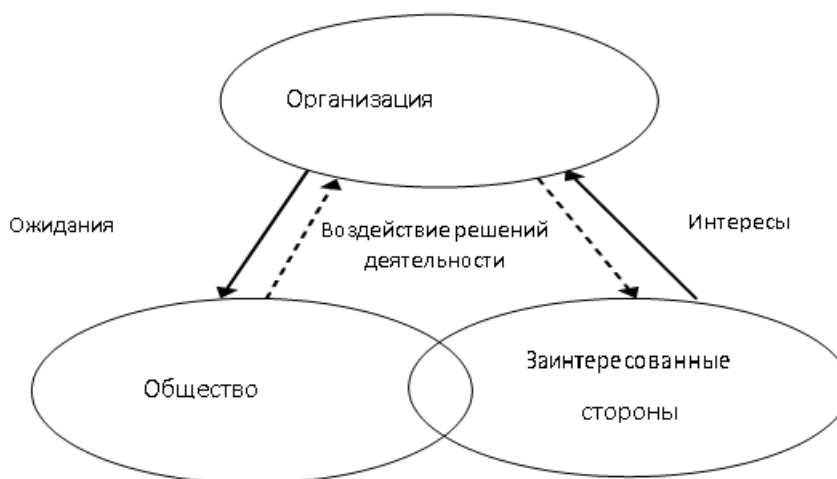 Организация
Ожидания
Воздействие решений
деятельности
Интересы
Общество
Заинтересованные
стороны